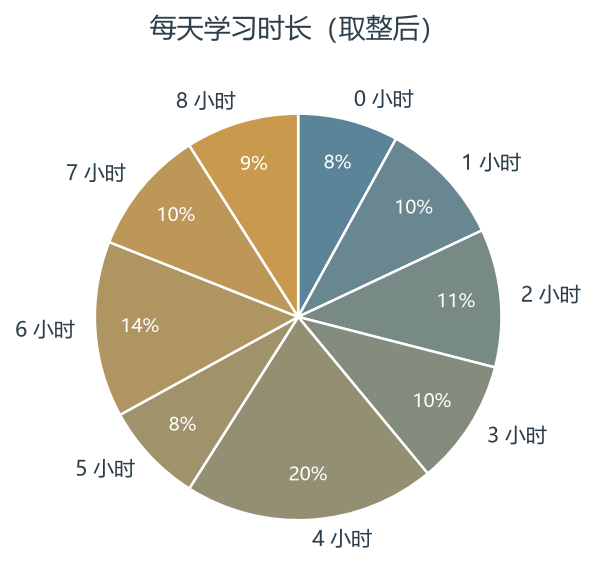 每天学习时长（取整后）
0 小时
8%
1 小时
10%
2 小时
11%
3 小时
10%
4 小时
20%
5 小时
8%
6 小时
14%
7 小时
10%
8 小时
9%